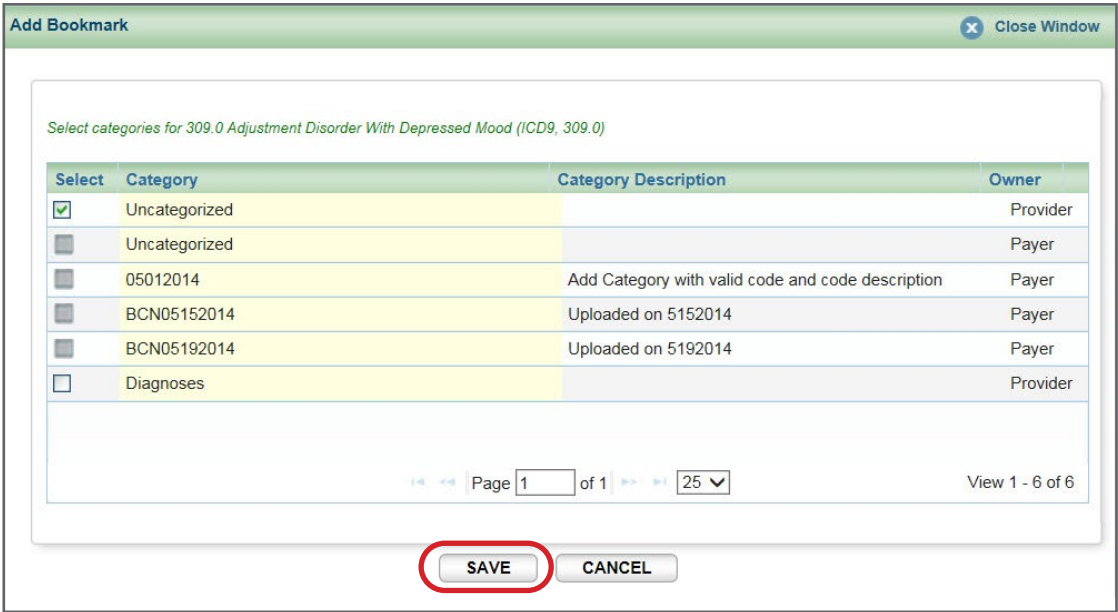 Add Bookmark Close Window
Select categories for 309.0 Adjustment Disorder With Depressed Mood (ICD9, 309.0)
Select Category Category Description Owner
Uncategorized Provider
Uncategorized Payer
05012014 Add Category with valid code and code description Payer
BCN05152014 Uploaded on 5152014 Payer
BCN05192014 Uploaded on 5192014 Payer
Diagnoses Provider
Page 1 of 1 25 View 1 - 6 of 6
SAVE CANCEL